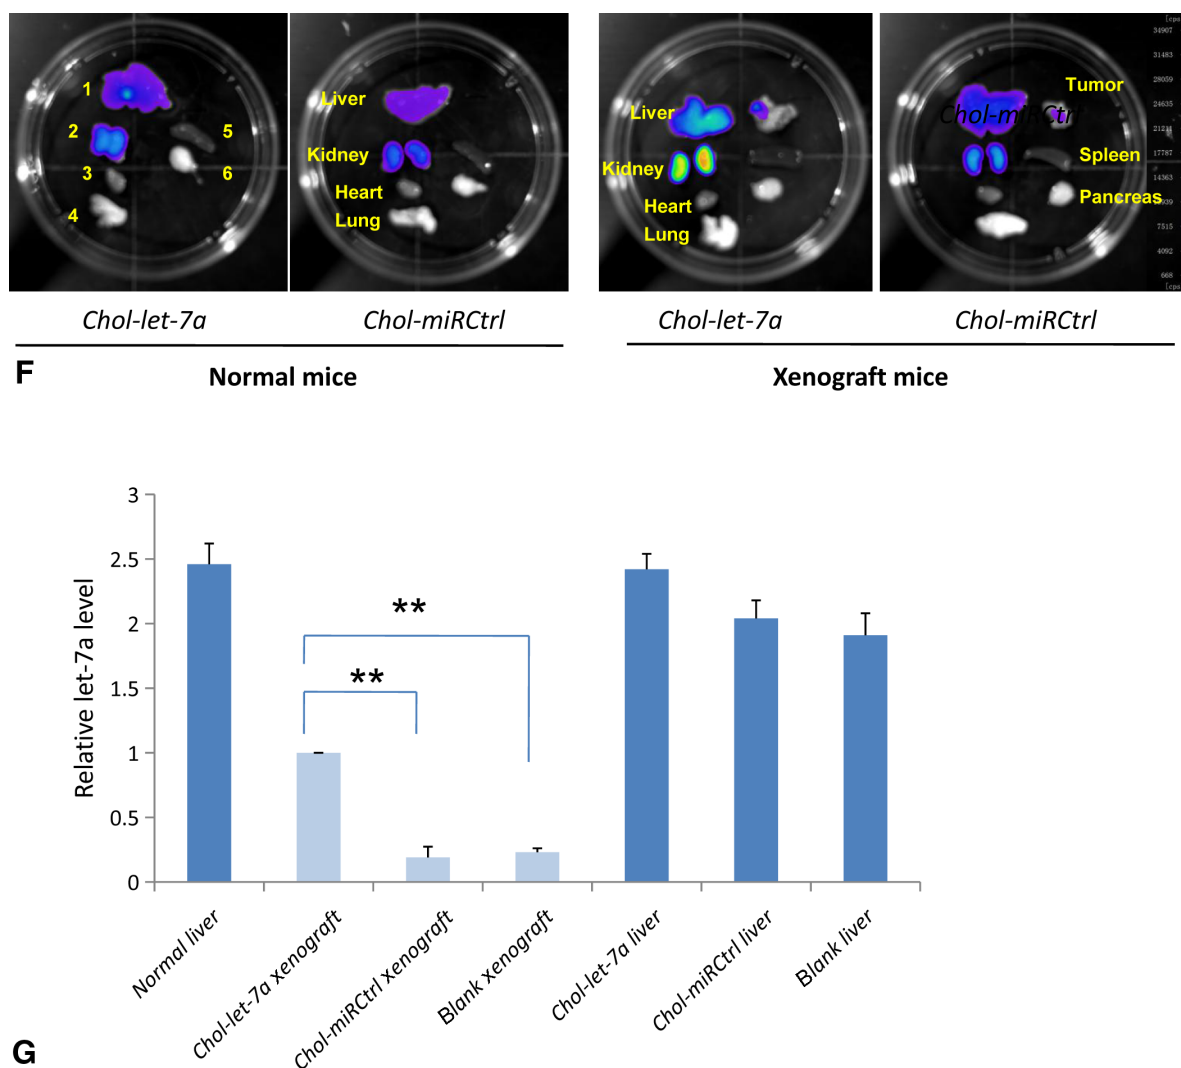 1
2
3
4
5
6
Liver
Kidney
Heart
Lung
Liver
Kidney
Heart
Lung
Chol-miRCtrl
Tumor
Spleen
Pancreas
34907
31483
28059
24635
21211
17787
14363
939
7515
4092
668
Chol-let-7a
Chol-miRCtrl
Chol-let-7a
Chol-miRCtrl
F
Normal mice
Xenograft mice
3
2.5
2
1.5
1
0.5
0
Relative let-7a level
**
**
Normal liver
Chol-let-7a xenograft
Chol-miRCtrl xenograft
Blank xenograft
Chol-let-7a liver
Chol-miRCtrl liver
Blank liver
G